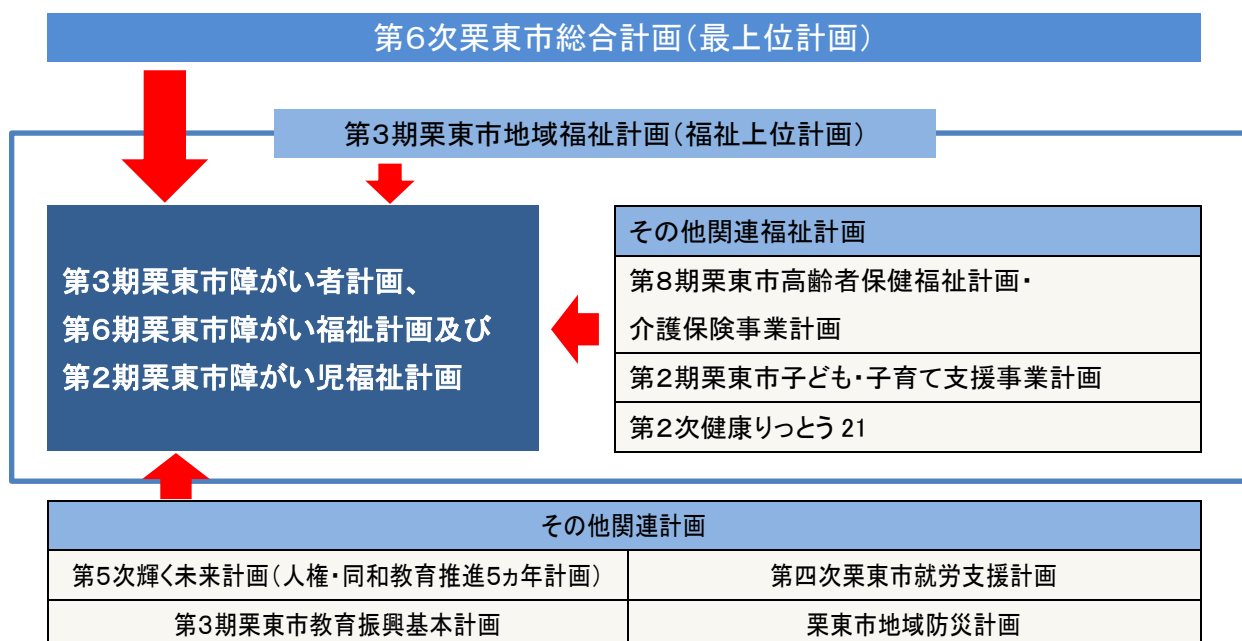 第6次栗東市総合計画(最上位計画)
第3期栗東市地域福祉計画(福祉上位計画)
第3期栗東市障がい者計画、
第6期栗東市障がい福祉計画及び
第2期栗東市障がい児福祉計画
その他関連福祉計画
第8期栗東市高齢者保健福祉計画・
介護保険事業計画
第2期栗東市子ども・子育て支援事業計画
第2次健康りっとう 21
その他関連計画
第5次輝く未来計画(人権・同和教育推進5ヵ年計画)
第四次栗東市就労支援計画
第3期栗東市教育振興基本計画
栗東市地域防災計画